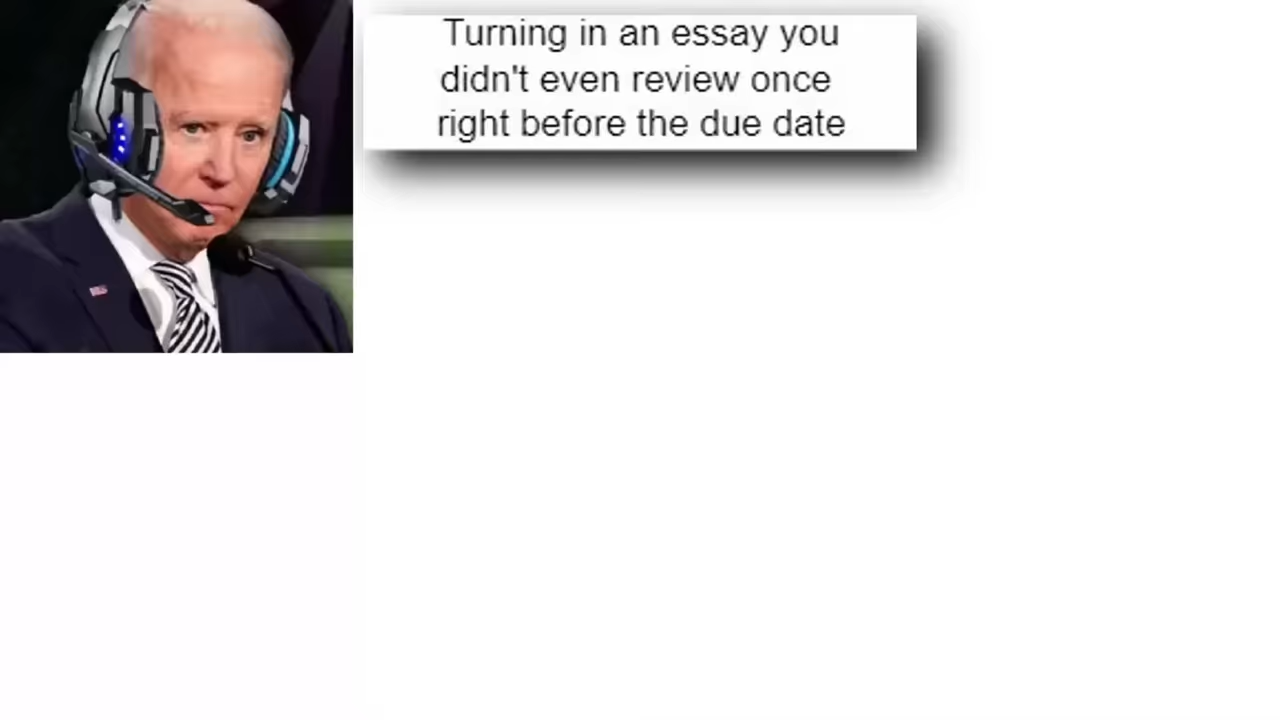 Turning in an essay you
didn't even review once
right before the due date